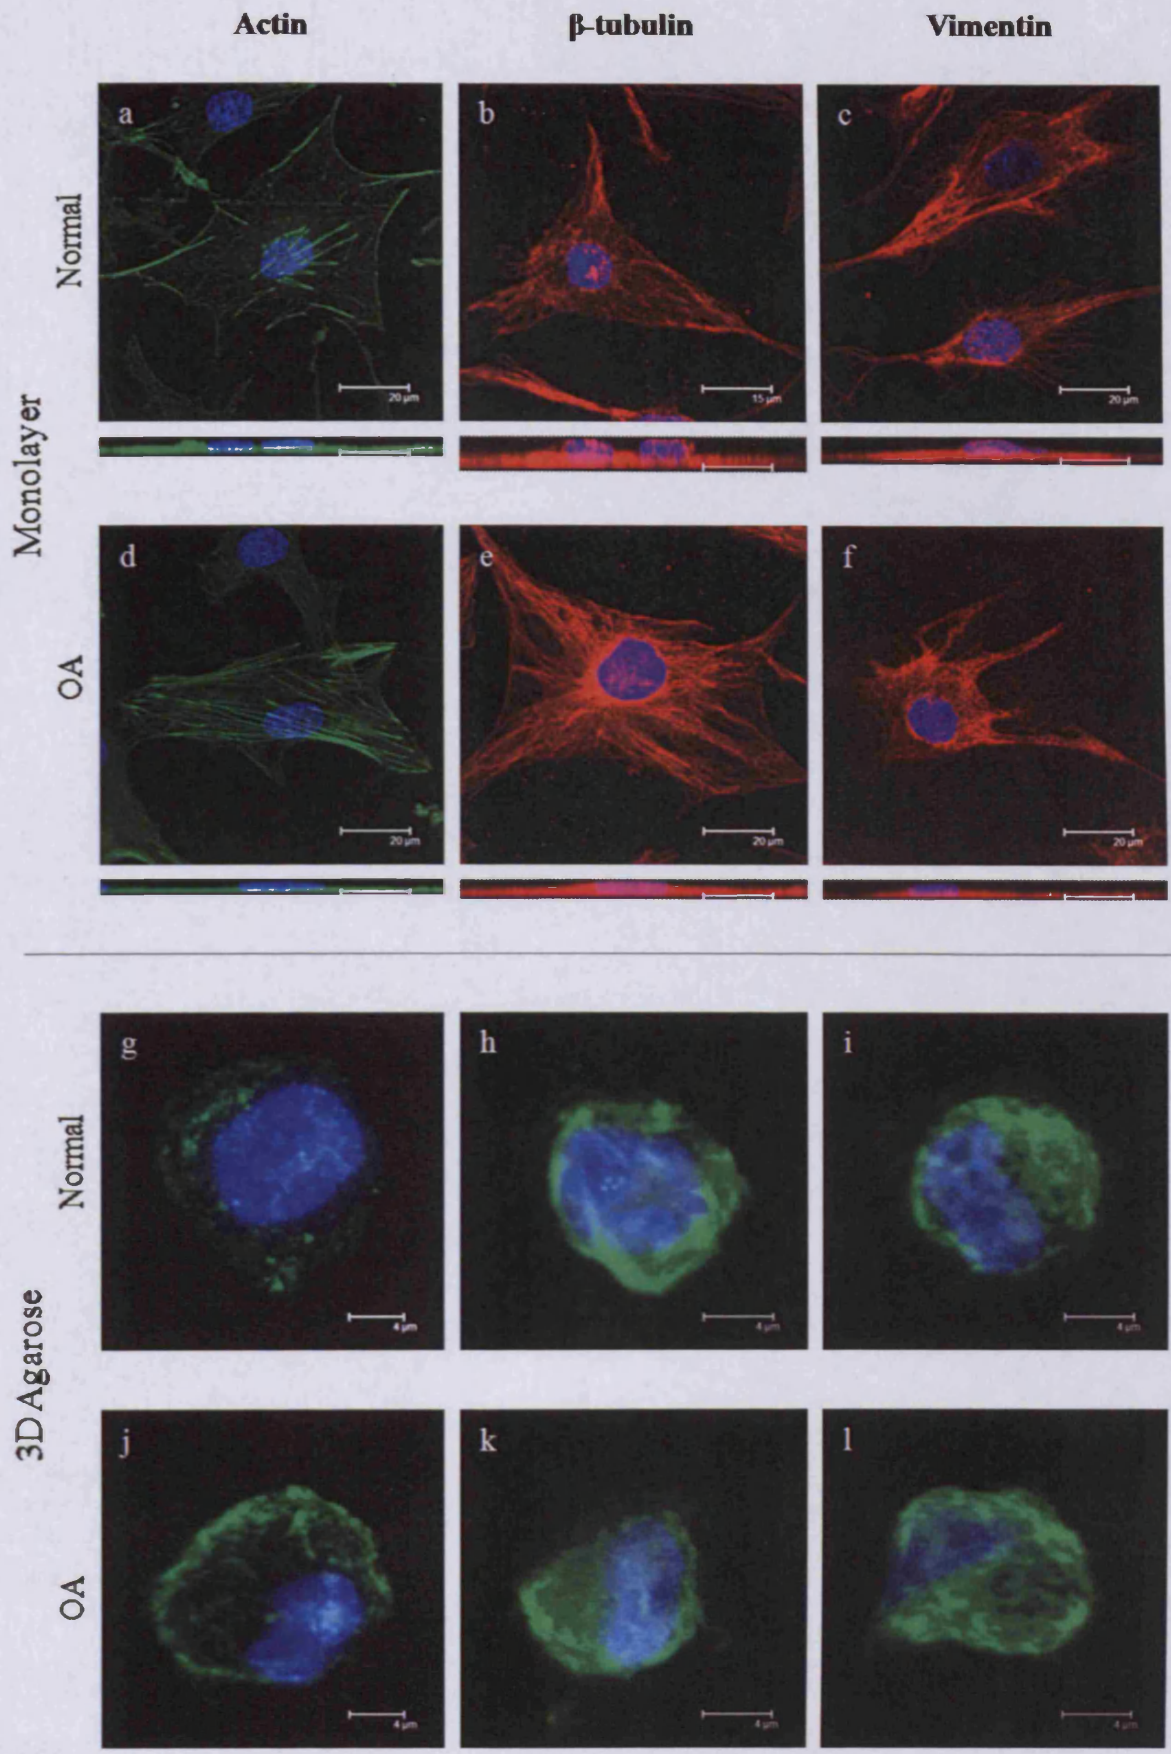 Actin β-tubulin Vimentin
Monolayer
Normal
a b c
20 µm 15 µm 20 µm
OA
d e f
20 µm 20 µm 20 µm
3D Agarose
Normal
g h i
4 µm 4 µm 4 µm
OA
j k l
4 µm 4 µm 4 µm